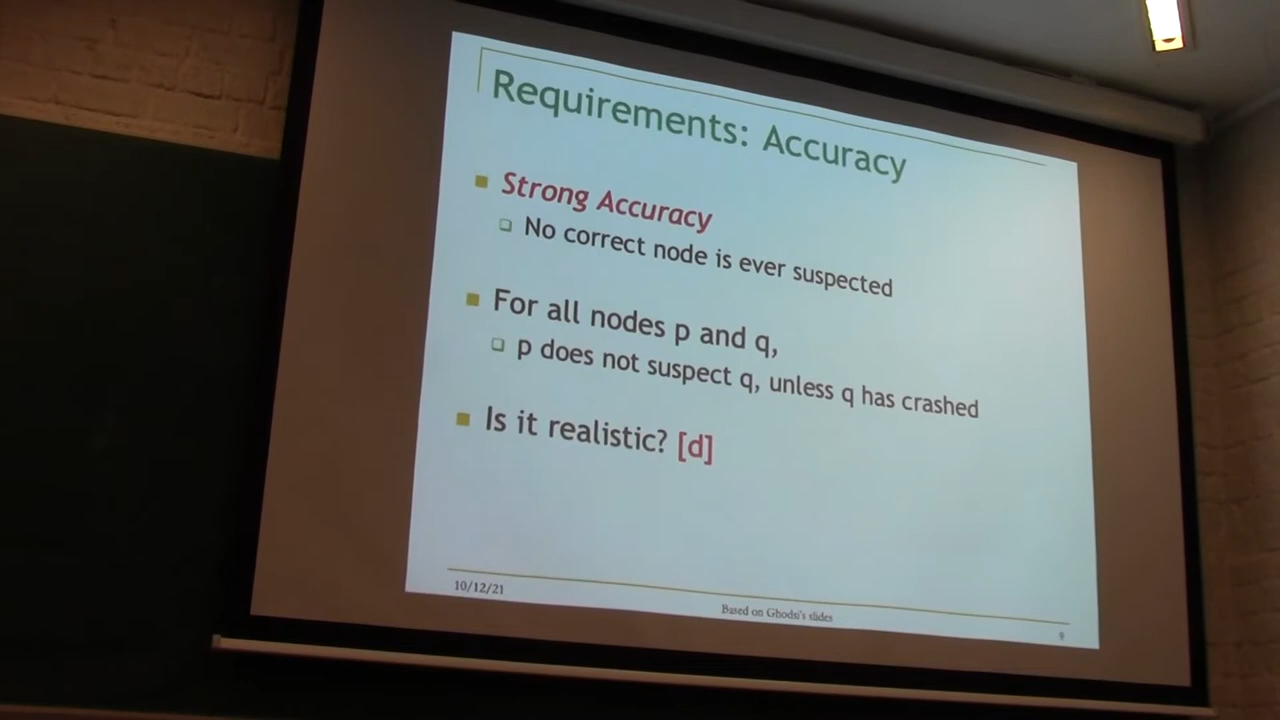 Requirements: Accuracy
Strong Accuracy
No correct node is ever suspected
For all nodes p and q,
p does not suspect q, unless q has crashed
Is it realistic? [d]
10/12/21
Based on Ghodsi's slides
9